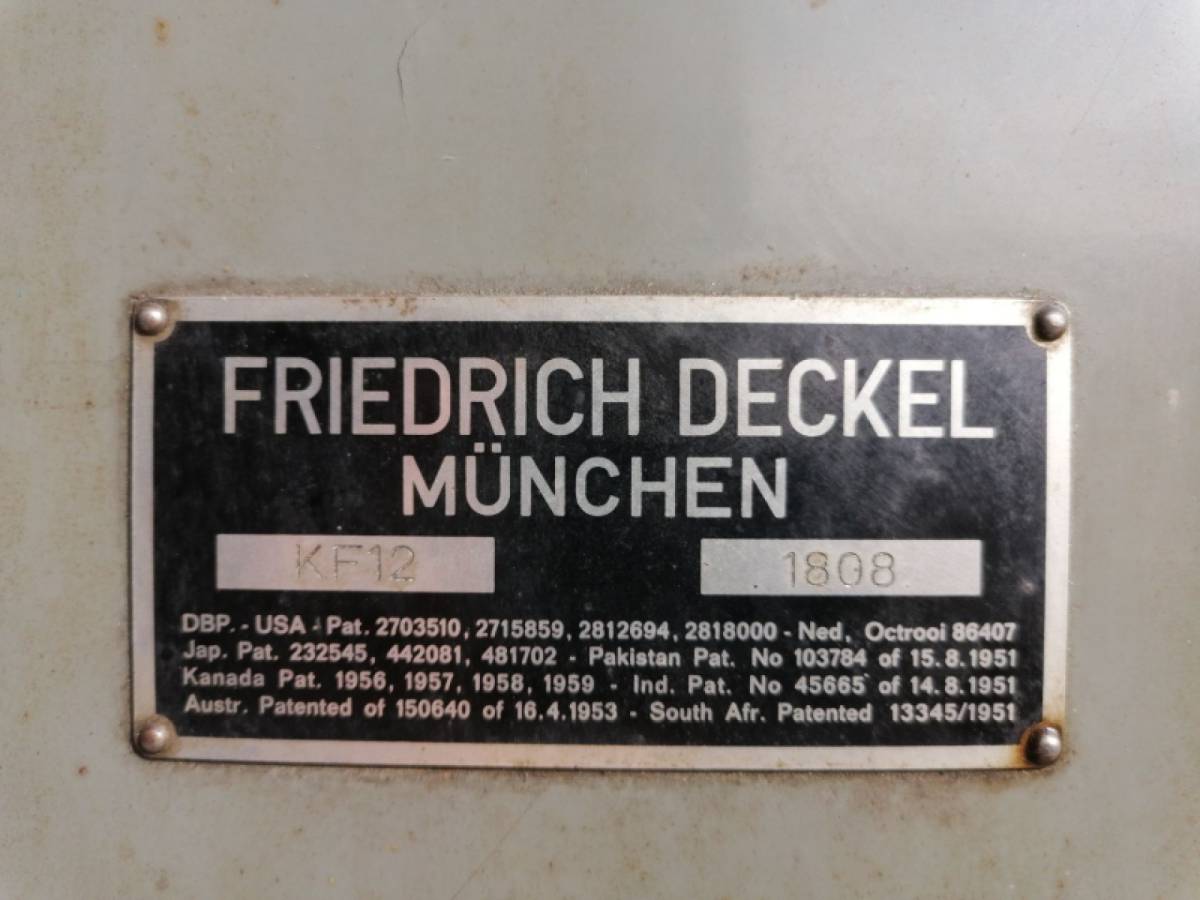 FRIEDRICH DECKEL
MÜNCHEN
KF12 1808
DBP. - USA - Pat. 2703510, 2715859, 2812694, 2818000 - Ned. Octrooi 86407
Jap. Pat. 232545, 442081, 481702 - Pakistan Pat. No 103784 of 15.8.1951
Kanada Pat. 1956, 1957, 1958, 1959 - Ind. Pat. No 45665 of 14.8.1951
Austr. Patented of 150640 of 16.4.1953 - South Afr. Patented 13345/1951